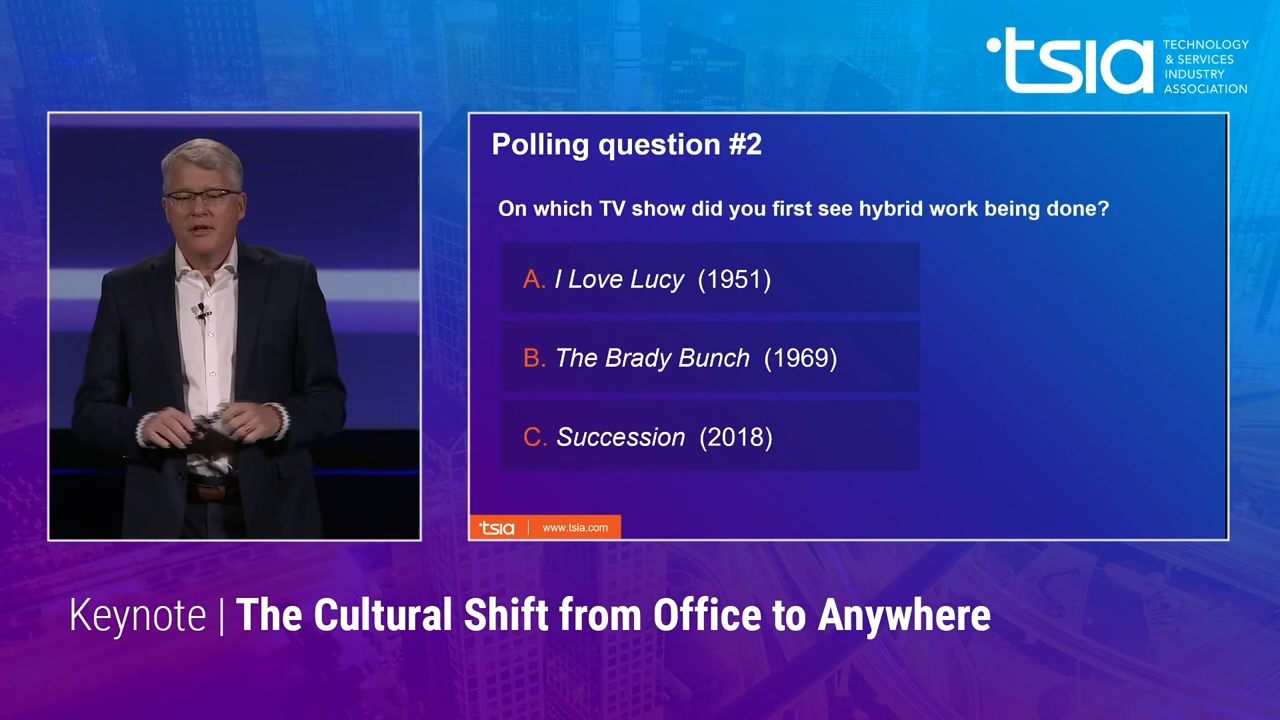 tsia TECHNOLOGY
& SERVICES
INDUSTRY
ASSOCIATION
Polling question #2
On which TV show did you first see hybrid work being done?
A. I Love Lucy (1951)
B. The Brady Bunch (1969)
C. Succession (2018)
tsia | www.tsia.com
Keynote | The Cultural Shift from Office to Anywhere